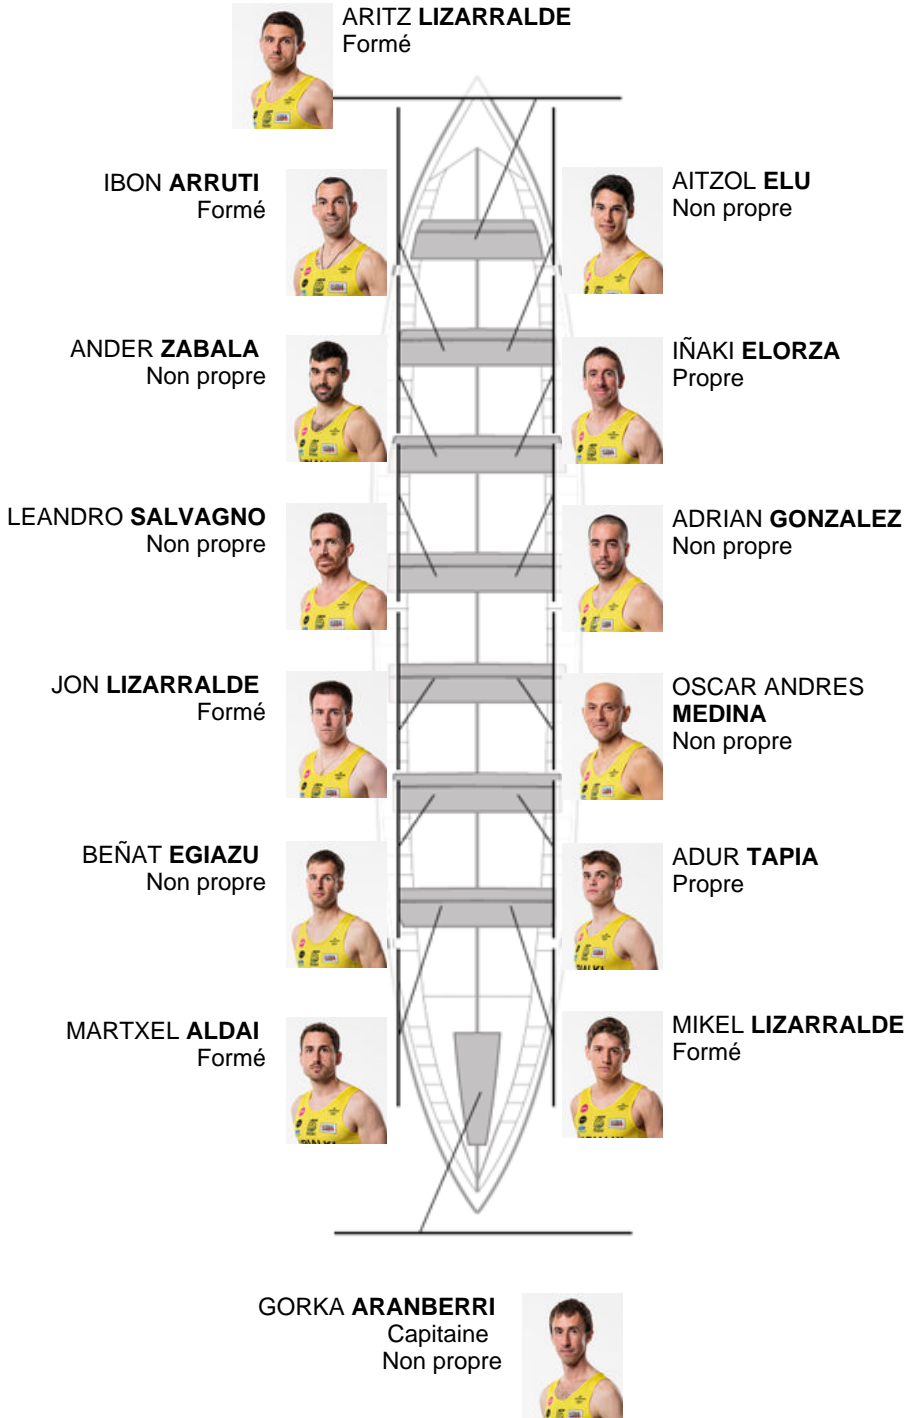 ARITZ LIZARRALDE
Formé
IBON ARRUTI
Formé
AITZOL ELU
Non propre
ANDER ZABALA
Non propre
IÑAKI ELORZA
Propre
LEANDRO SALVAGNO
Non propre
ADRIAN GONZALEZ
Non propre
JON LIZARRALDE
Formé
OSCAR ANDRES
MEDINA
Non propre
BEÑAT EGIAZU
Non propre
ADUR TAPIA
Propre
MARTXEL ALDAI
Formé
MIKEL LIZARRALDE
Formé
GORKA ARANBERRI
Capitaine
Non propre